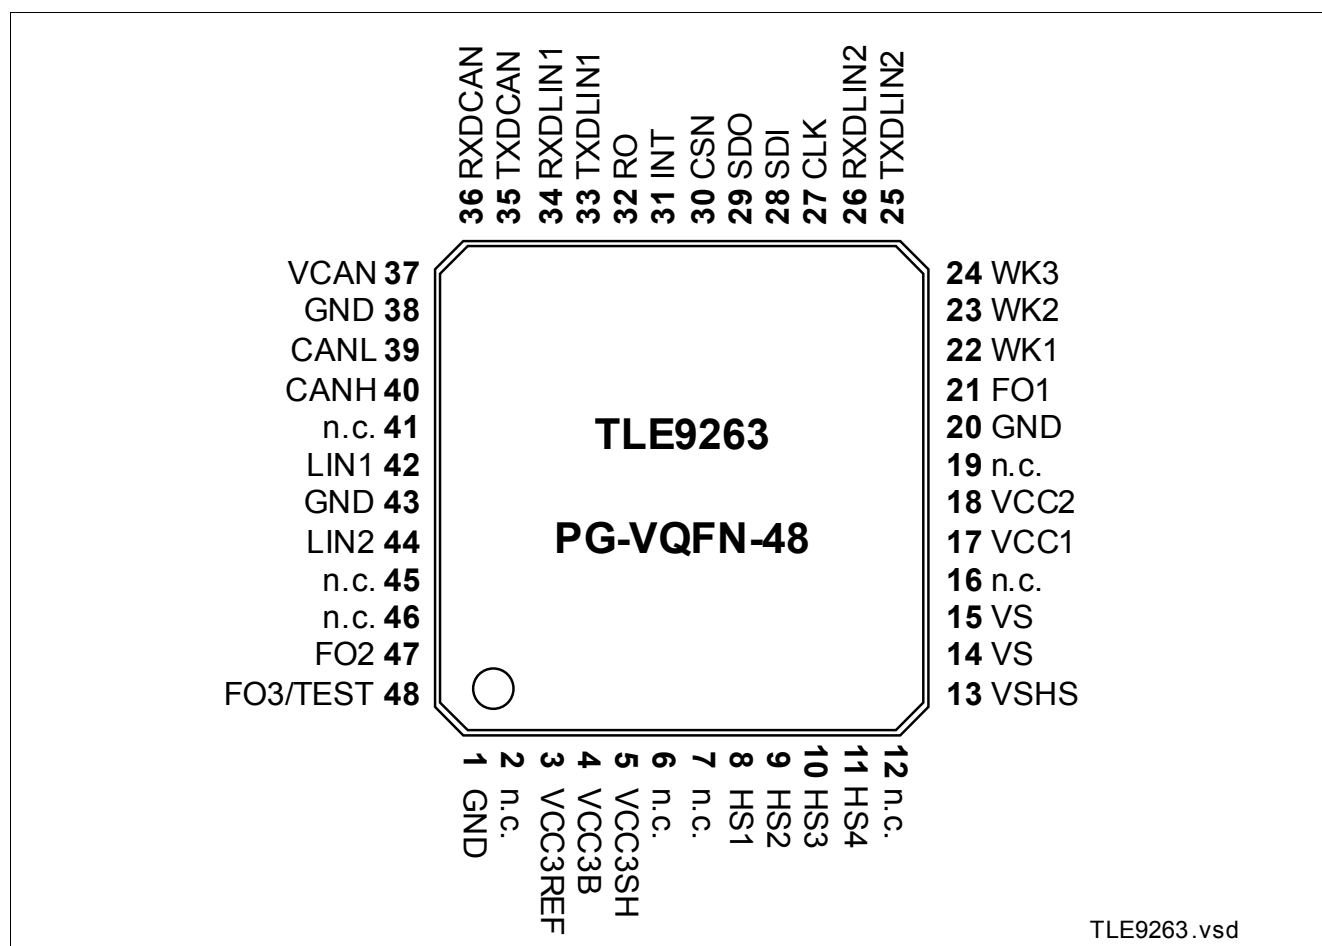 36 RXDCAN
35 TXDCAN
34 RXDLIN1
33 TXDLIN1
32 RO
31 INT
30 CSN
29 SDO
28 SDI
27 CLK
26 RXDLIN2
25 TXDLIN2
VCAN 37
GND 38
CANL 39
CANH 40
n.c. 41
LIN1 42
GND 43
LIN2 44
n.c. 45
n.c. 46
FO2 47
FO3/TEST 48
TLE9263
PG-VQFN-48
24 WK3
23 WK2
22 WK1
21 FO1
20 GND
19 n.c.
18 VCC2
17 VCC1
16 n.c.
15 VS
14 VS
13 VSHS
1 GND
2 n.c.
3 VCC3REF
4 VCC3B
5 VCC3SH
6 n.c.
7 n.c.
8 HS1
9 HS2
10 HS3
11 HS4
12 n.c.
TLE9263.vsd